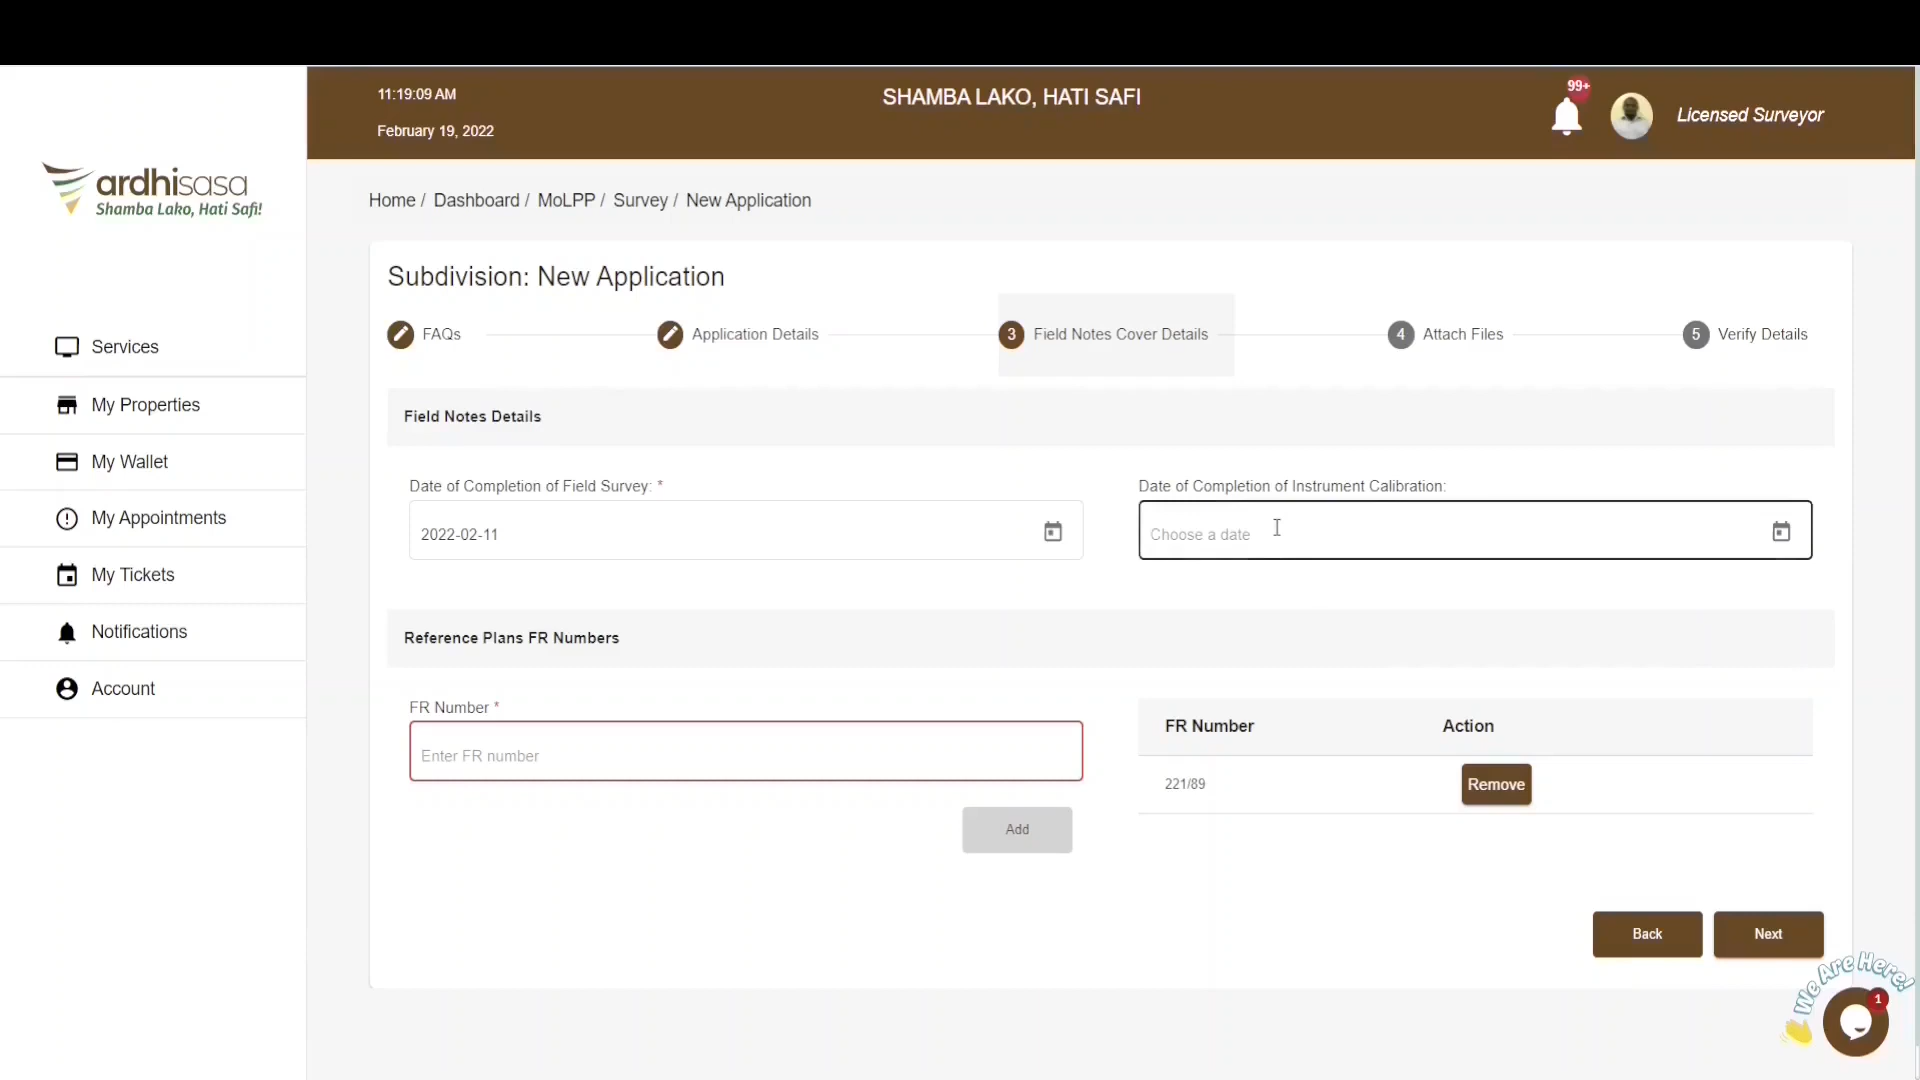 11:19:09 AM
February 19, 2022
SHAMBA LAKO, HATI SAFI
99+
Licensed Surveyor
ardhisasa
Shamba Lako, Hati Safi!
Services
My Properties
My Wallet
My Appointments
My Tickets
Notifications
Account
Home / Dashboard / MoLPP / Survey / New Application
Subdivision: New Application
FAQs
Application Details
3 Field Notes Cover Details
4 Attach Files
5 Verify Details
Field Notes Details
Date of Completion of Field Survey: *
2022-02-11
Date of Completion of Instrument Calibration:
Choose a date
Reference Plans FR Numbers
FR Number *
Enter FR number
Add
FR Number Action
221/89 Remove
Back
Next
We Are Here!
1